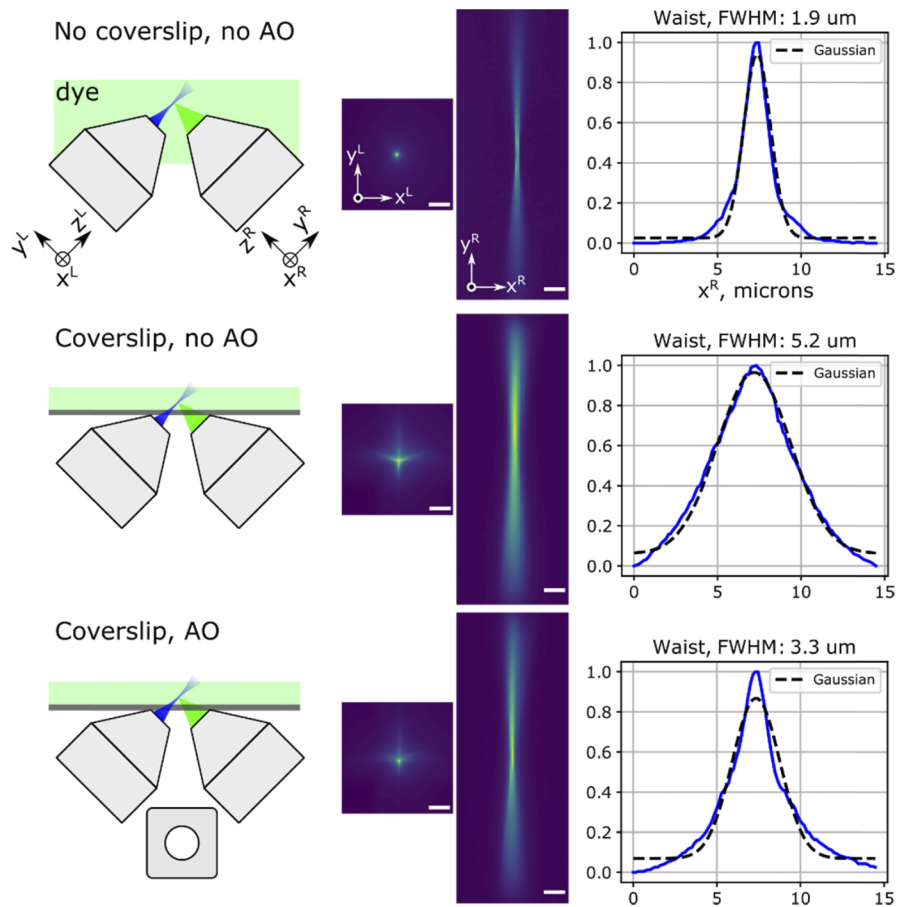 No coverslip, no AO
dye
y^L
z^L
x^L
z^R
y^R
x^R
y^L
x^L
y^R
x^R
Waist, FWHM: 1.9 um
Gaussian
1.0
0.8
0.6
0.4
0.2
0.0
0 5 10 15
x^R, microns
Coverslip, no AO
Waist, FWHM: 5.2 um
Gaussian
1.0
0.8
0.6
0.4
0.2
0.0
0 5 10 15
Coverslip, AO
Waist, FWHM: 3.3 um
Gaussian
1.0
0.8
0.6
0.4
0.2
0.0
0 5 10 15